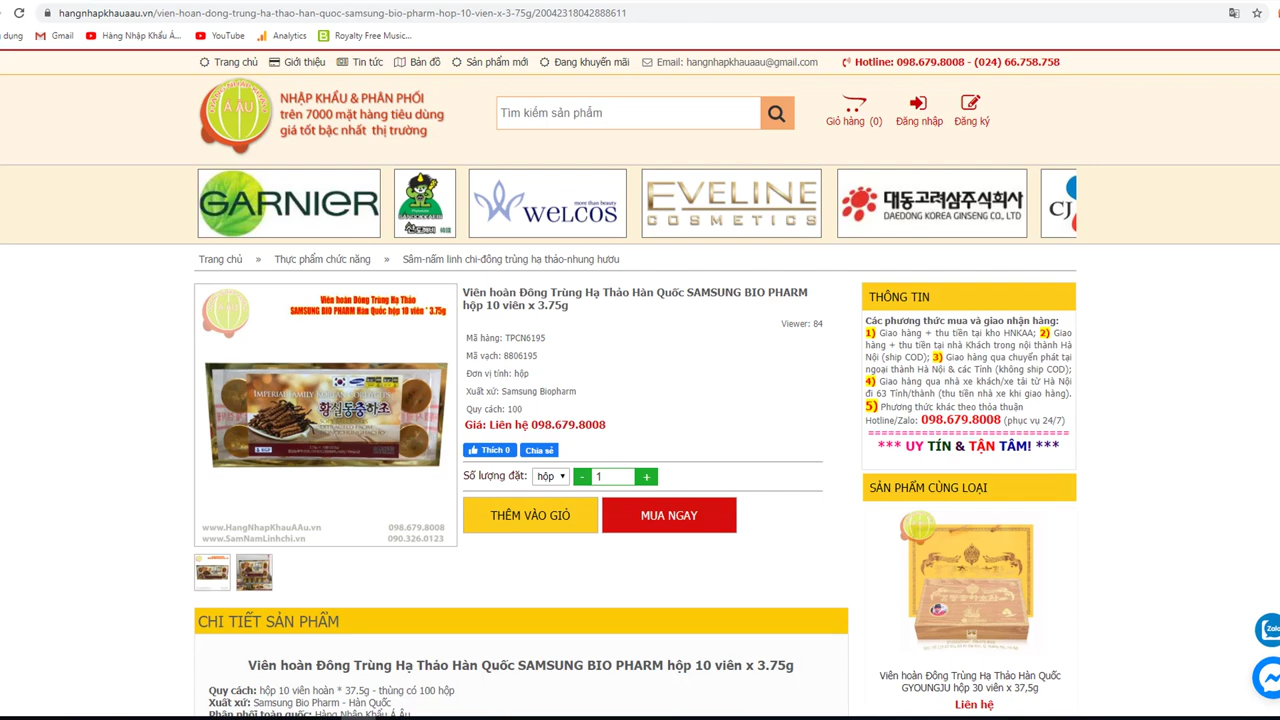 hangnhapkhauaau.vn/vien-hoan-dong-trung-ha-thao-han-quoc-samsung-bio-pharm-hop-10-vien-x-3-75g/20042318042888611
dụng
Gmail
Hàng Nhập Khẩu Á...
YouTube
Analytics
Royalty Free Music...
Trang chủ
Giới thiệu
Tin tức
Bản đồ
Sản phẩm mới
Đang khuyến mãi
Email: hangnhapkhauaau@gmail.com
Hotline: 098.679.8008 - (024) 66.758.758
Á ÂU
NHẬP KHẨU & PHÂN PHỐI
trên 7000 mặt hàng tiêu dùng
giá tốt bậc nhất thị trường
Tìm kiếm sản phẩm
Giỏ hàng (0)
Đăng nhập
Đăng ký
GARNIER
more than beauty
WELCOS
EVELINE
COSMETICS
대동고려삼주식회사
DAEDONG KOREA GINSENG CO., LTD
CJ
Trang chủ » Thực phẩm chức năng » Sâm-nấm linh chi-đông trùng hạ thảo-nhung hươu
Viên hoàn Đông Trùng Hạ Thảo
SAMSUNG BIO PHARM Hàn Quốc hộp 10 viên * 3.75g
IMPERIAL FAMILY
황실동충하조
www.HangNhapKhauAAu.vn
098.679.8008
www.SamNamLinhchi.vn
090.326.0123
Viên hoàn Đông Trùng Hạ Thảo Hàn Quốc SAMSUNG BIO PHARM
hộp 10 viên x 3.75g
Viewer: 84
Mã hàng: TPCN6195
Mã vạch: 8806195
Đơn vị tính: hộp
Xuất xứ: Samsung Biopharm
Quy cách: 100
Giá: Liên hệ 098.679.8008
Thích 0
Chia sẻ
Số lượng đặt:
hộp
- 1 +
THÊM VÀO GIỎ
MUA NGAY
THÔNG TIN
Các phương thức mua và giao nhận hàng:
1) Giao hàng + thu tiền tại kho HNKAA; 2) Giao
hàng + thu tiền tại nhà Khách trong nội thành Hà
Nội (ship COD); 3) Giao hàng qua chuyển phát tại
ngoại thành Hà Nội & các Tỉnh (không ship COD);
4) Giao hàng qua nhà xe khách/xe tải từ Hà Nội
đi 63 Tỉnh/thành (thu tiền nhà xe khi giao hàng).
5) Phương thức khác theo thỏa thuận
Hotline/Zalo: 098.679.8008 (phục vụ 24/7)
==============================
*** UY TÍN & TẬN TÂM! ***
SẢN PHẨM CÙNG LOẠI
Viên hoàn Đông Trùng Hạ Thảo Hàn Quốc
GYOUNGJU hộp 30 viên x 37,5g
Liên hệ
Zalo
CHI TIẾT SẢN PHẨM
Viên hoàn Đông Trùng Hạ Thảo Hàn Quốc SAMSUNG BIO PHARM hộp 10 viên x 3.75g
Quy cách: hộp 10 viên hoàn * 37.5g - thùng có 100 hộp
Xuất xứ: Samsung Bio Pharm - Hàn Quốc
Phân phối toàn quốc: Hàng Nhập Khẩu Á Âu